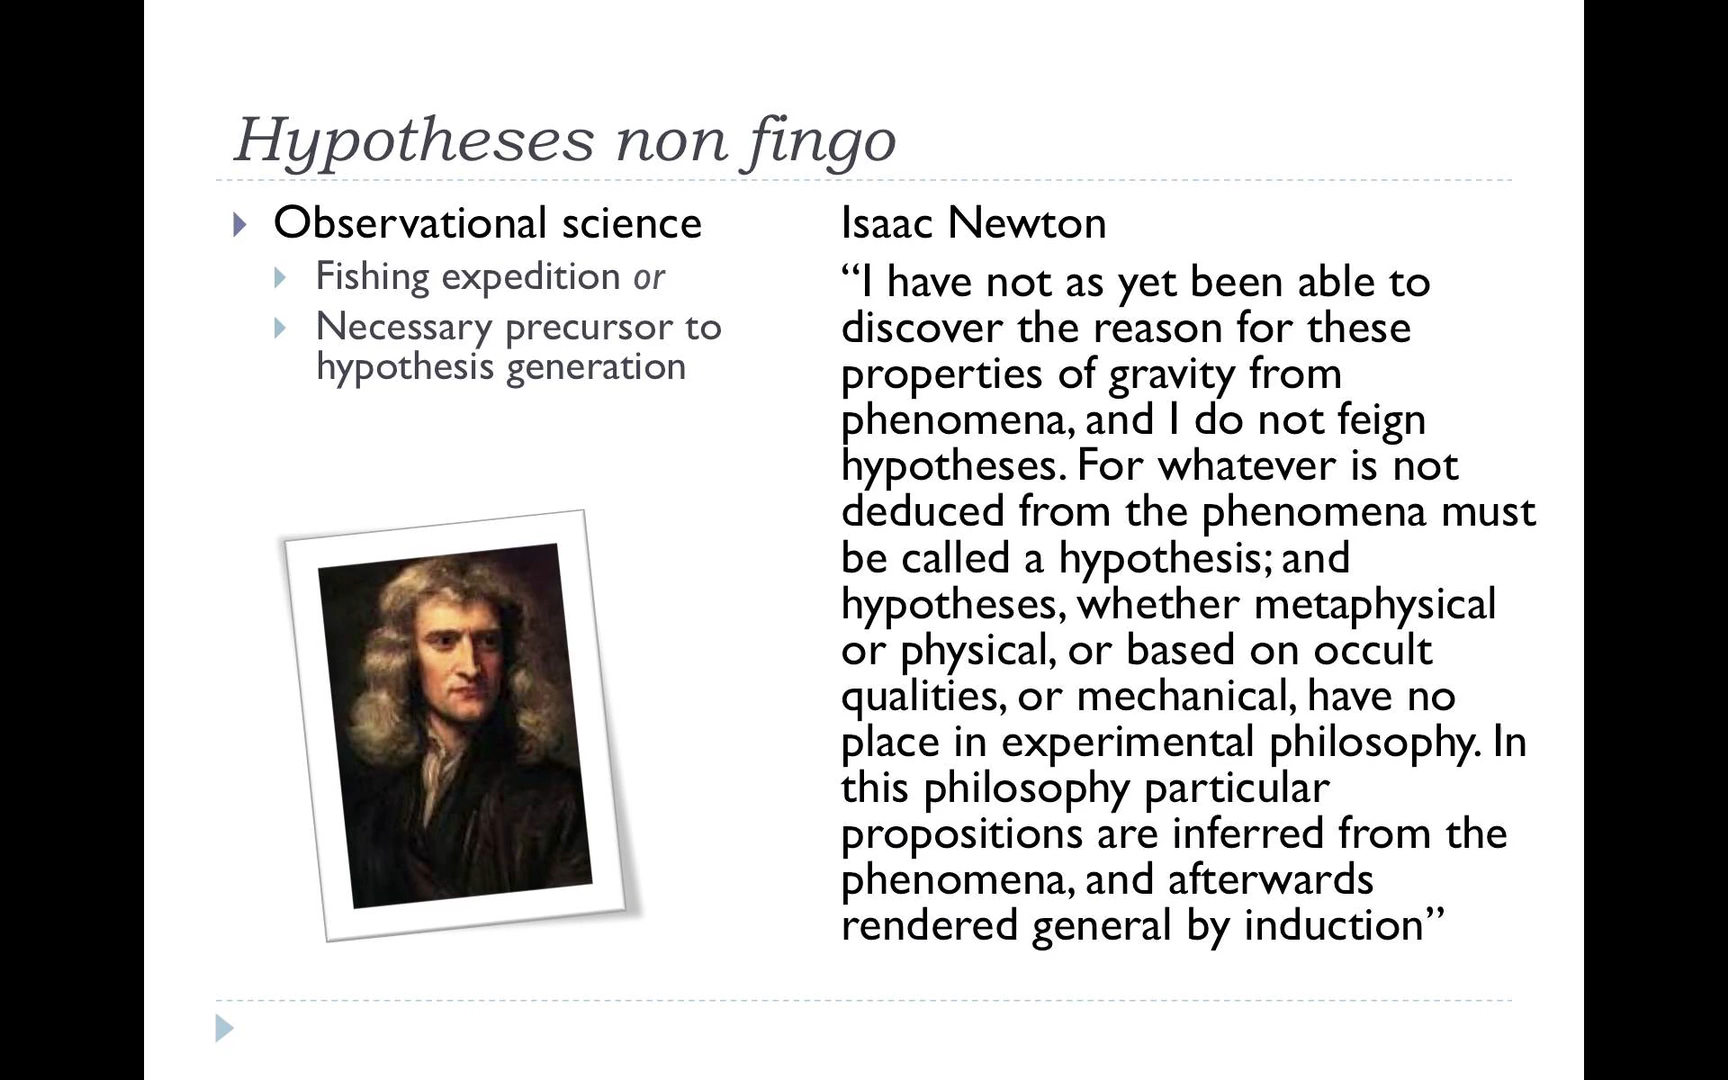 Hypotheses non fingo
Observational science
Fishing expedition or
Necessary precursor to
hypothesis generation
Isaac Newton
“I have not as yet been able to
discover the reason for these
properties of gravity from
phenomena, and I do not feign
hypotheses. For whatever is not
deduced from the phenomena must
be called a hypothesis; and
hypotheses, whether metaphysical
or physical, or based on occult
qualities, or mechanical, have no
place in experimental philosophy. In
this philosophy particular
propositions are inferred from the
phenomena, and afterwards
rendered general by induction”